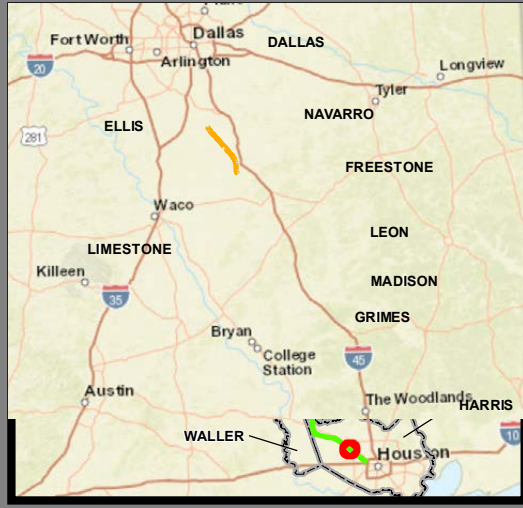 Fort Worth
Dallas
DALLAS
Arlington
20
Longview
Tyler
NAVARRO
ELLIS
281
FREESTONE
Waco
LEON
LIMESTONE
Killeen
MADISON
35
GRIMES
Bryan
College
Station
45
Austin
The Woodlands
HARRIS
WALLER
10
Houston